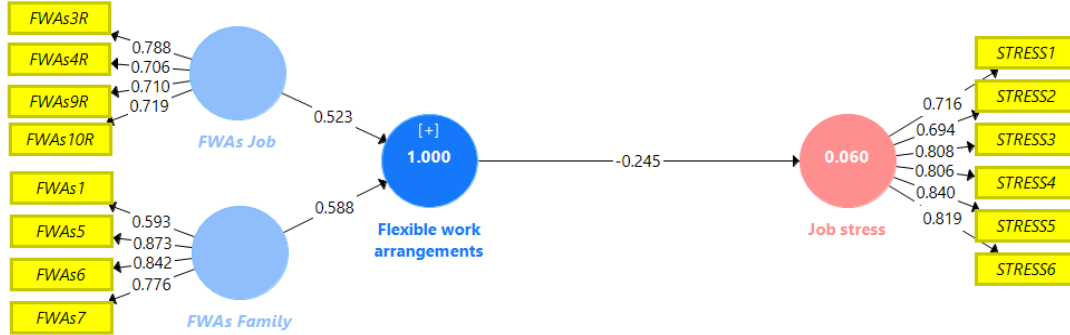 FWAs3R
FWAs4R
FWAs9R
FWAs10R
0.788
0.706
0.710
0.719
FWAs Job
0.523
FWAs1
FWAs5
FWAs6
FWAs7
0.593
0.873
0.842
0.776
FWAs Family
0.588
[+]
1.000
Flexible work
arrangements
-0.245
0.060
Job stress
0.716
0.694
0.808
0.806
0.840
0.819
STRESS1
STRESS2
STRESS3
STRESS4
STRESS5
STRESS6